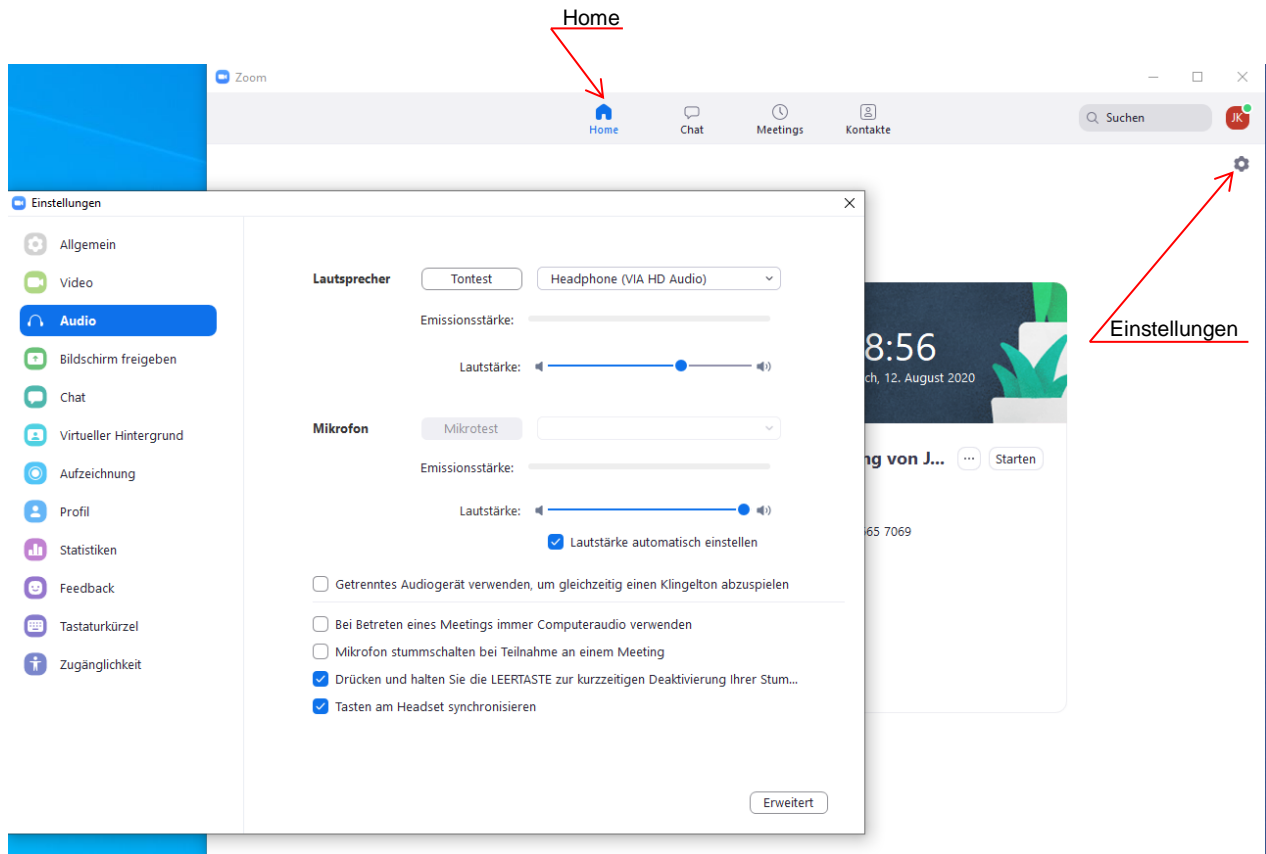 Home
Zoom
Home
Chat
Meetings
Kontakte
Suchen
JK
Einstellungen
Einstellungen
Allgemein
Video
Audio
Bildschirm freigeben
Chat
Virtueller Hintergrund
Aufzeichnung
Profil
Statistiken
Feedback
Tastaturkürzel
Zugänglichkeit
Lautsprecher
Tontest
Headphone (VIA HD Audio)
Emissionsstärke:
Lautstärke:
Mikrofon
Mikrotest
Emissionsstärke:
Lautstärke:
Lautstärke automatisch einstellen
Getrenntes Audiogerät verwenden, um gleichzeitig einen Klingelton abzuspielen
Bei Betreten eines Meetings immer Computeraudio verwenden
Mikrofon stummschalten bei Teilnahme an einem Meeting
Drücken und halten Sie die LEERTASTE zur kurzzeitigen Deaktivierung Ihrer Stum...
Tasten am Headset synchronisieren
Erweitert
8:56
ch, 12. August 2020
ng von J... ... Starten
65 7069